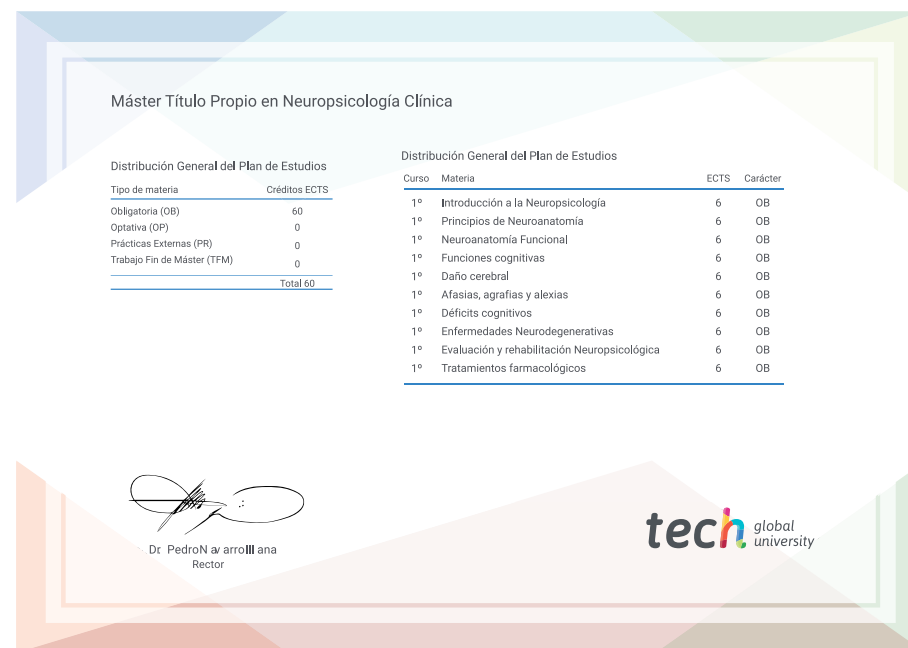 Máster Título Propio en Neuropsicología Clínica
Distribución General del Plan de Estudios
Tipo de materia Créditos ECTS
Obligatoria (OB) 60
Optativa (OP) 0
Prácticas Externas (PR) 0
Trabajo Fin de Máster (TFM) 0
Total 60
Distribución General del Plan de Estudios
Curso Materia ECTS Carácter
1º Introducción a la Neuropsicología 6 OB
1º Principios de Neuroanatomía 6 OB
1º Neuroanatomía Funcional 6 OB
1º Funciones cognitivas 6 OB
1º Daño cerebral 6 OB
1º Afasias, agrafias y alexias 6 OB
1º Déficits cognitivos 6 OB
1º Enfermedades Neurodegenerativas 6 OB
1º Evaluación y rehabilitación Neuropsicológica 6 OB
1º Tratamientos farmacológicos 6 OB
Dr PedroN av arroIll ana
Rector
tech global
university